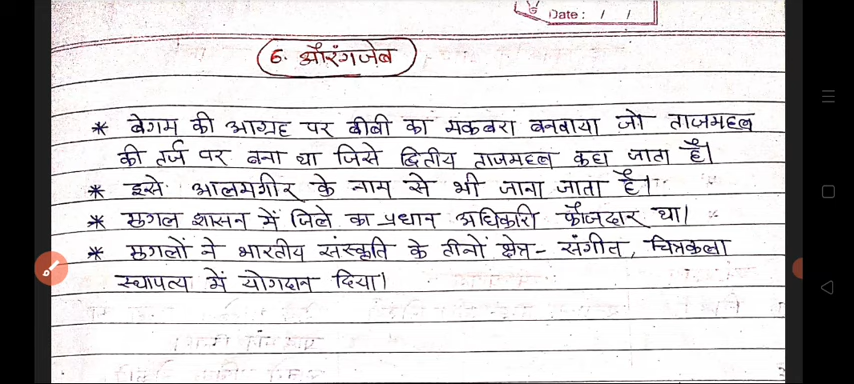 Date: / /
6. औरंगजेब
* बेगम की आग्रह पर बीबी का मकबरा बनवाया जो ताजमहल
की तर्ज पर बना था जिसे द्वितीय ताजमहल कहा जाता है।
* इसे आलमगीर के नाम से भी जाना जाता है।
* मुगल शासन में जिले का प्रधान अधिकारी फौजदार था।
* मुगलों ने भारतीय संस्कृति के तीनों क्षेत्र - संगीत, चित्रकला
स्थापत्य में योगदान दिया।